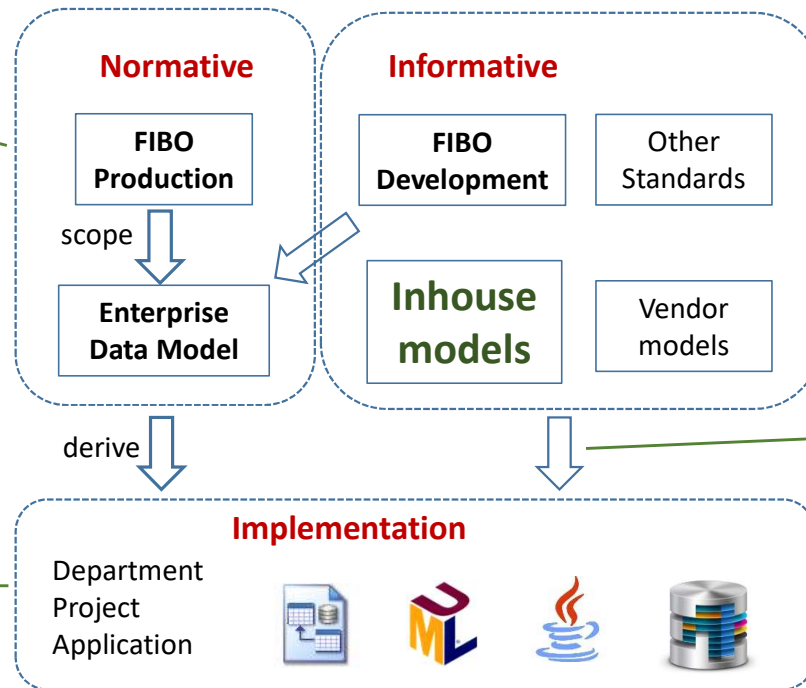 Normative
FIBO
Production
scope
Enterprise
Data Model
derive
Informative
FIBO
Development
Other
Standards
Inhouse
models
Vendor
models
Implementation
Department
Project
Application
UML